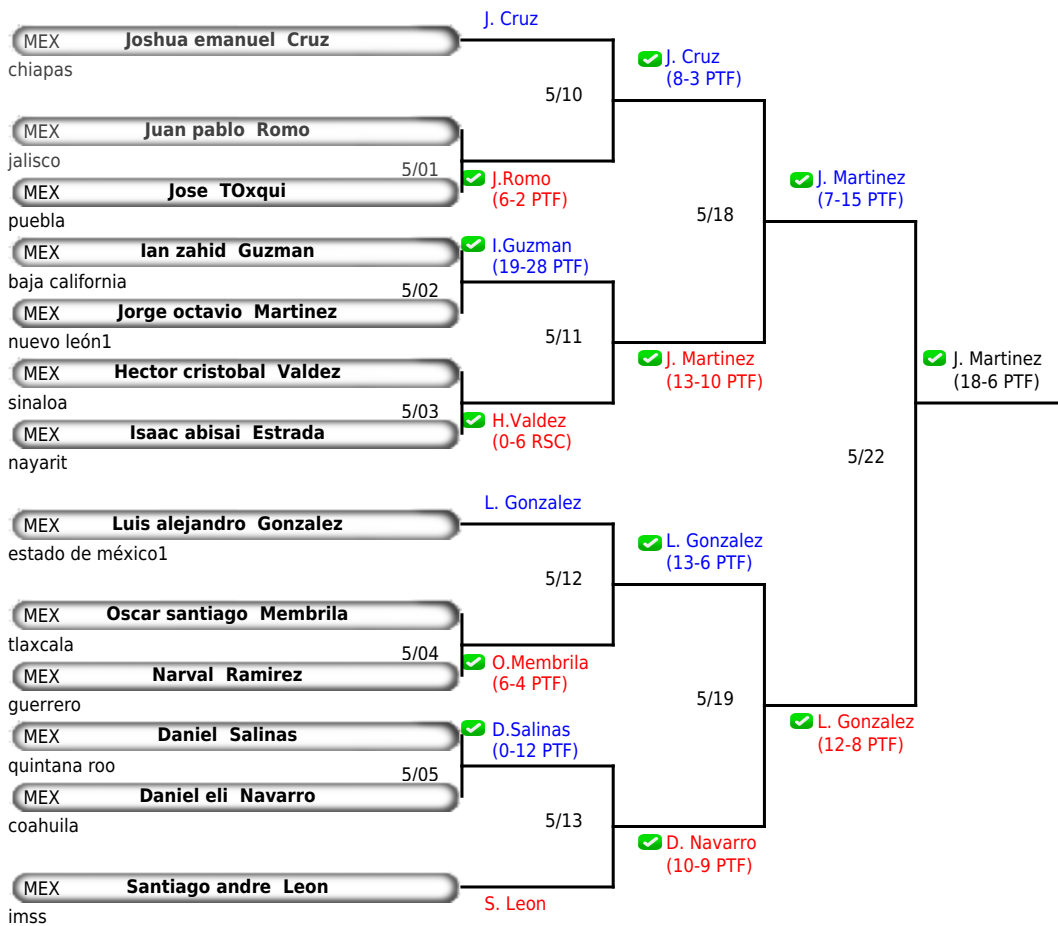 J. Cruz
MEX Joshua emanuel Cruz
chiapas
J. Cruz
(8-3 PTF)
5/10
MEX Juan pablo Romo
jalisco
5/01
J.Romo
(6-2 PTF)
MEX Jose TOxqui
puebla
J. Martinez
(7-15 PTF)
5/18
MEX Ian zahid Guzman
baja california
I.Guzman
(19-28 PTF)
5/02
MEX Jorge octavio Martinez
nuevo león1
5/11
J. Martinez
(13-10 PTF)
MEX Hector cristobal Valdez
sinaloa
5/03
H.Valdez
(0-6 RSC)
MEX Isaac abisai Estrada
nayarit
J. Martinez
(18-6 PTF)
5/22
L. Gonzalez
MEX Luis alejandro Gonzalez
estado de méxico1
L. Gonzalez
(13-6 PTF)
5/12
MEX Oscar santiago Membrila
tlaxcala
5/04
O.Membrila
(6-4 PTF)
MEX Narval Ramirez
guerrero
5/19
L. Gonzalez
(12-8 PTF)
MEX Daniel Salinas
quintana roo
D.Salinas
(0-12 PTF)
5/05
MEX Daniel eli Navarro
coahuila
5/13
D. Navarro
(10-9 PTF)
MEX Santiago andre Leon
imss
S. Leon